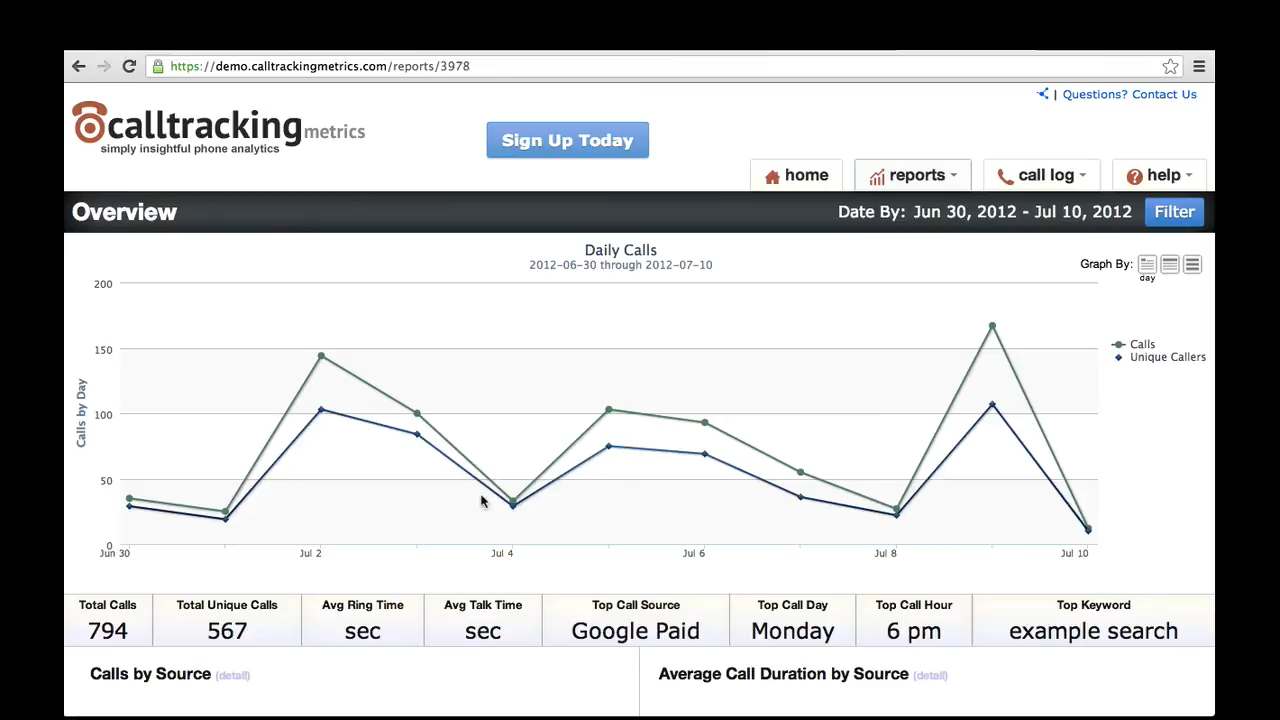 https://demo.calltrackingmetrics.com/reports/3978
| Questions? Contact Us
calltracking metrics
simply insightful phone analytics
Sign Up Today
home reports call log help
Overview Date By: Jun 30, 2012 - Jul 10, 2012 Filter
Daily Calls
2012-06-30 through 2012-07-10
Graph By:
day
200
150
100
50
0
Calls by Day
Calls
Unique Callers
Jun 30 Jul 2 Jul 4 Jul 6 Jul 8 Jul 10
Total Calls Total Unique Calls Avg Ring Time Avg Talk Time Top Call Source Top Call Day Top Call Hour Top Keyword
794 567 sec sec Google Paid Monday 6 pm example search
Calls by Source (detail) Average Call Duration by Source (detail)